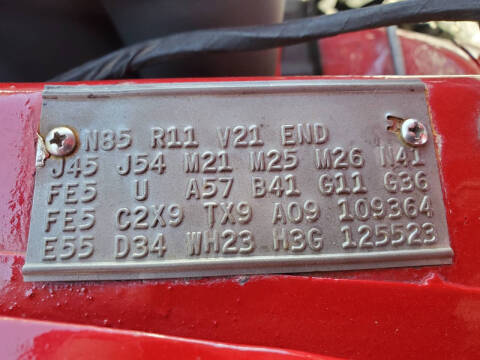 N85 R11 V21 END
J45 J54 M21 M25 M26 N41
FE5 U A57 B41 G11 G36
FE5 C2X9 TX9 A09 109364
E55 D34 WH23 H3G 125523